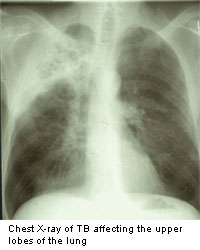 Chest X-ray of TB affecting the upper
lobes of the lung